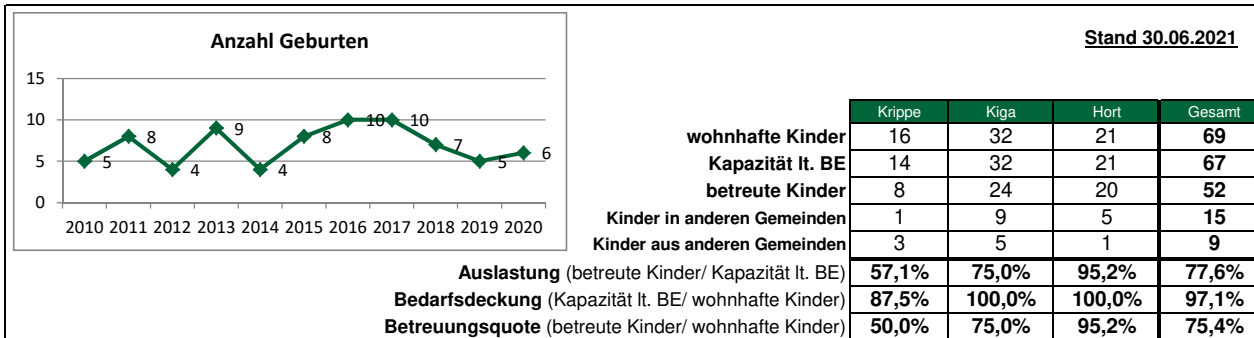 Anzahl Geburten
15
10
5
0
5 8 4 9 4 8 10 10 7 5 6
2010 2011 2012 2013 2014 2015 2016 2017 2018 2019 2020
Stand 30.06.2021
Krippe Kiga Hort Gesamt
wohnhafte Kinder 16 32 21 69
Kapazität lt. BE 14 32 21 67
betreute Kinder 8 24 20 52
Kinder in anderen Gemeinden 1 9 5 15
Kinder aus anderen Gemeinden 3 5 1 9
Auslastung (betreute Kinder/ Kapazität lt. BE) 57,1% 75,0% 95,2% 77,6%
Bedarfsdeckung (Kapazität lt. BE/ wohnhafte Kinder) 87,5% 100,0% 100,0% 97,1%
Betreuungsquote (betreute Kinder/ wohnhafte Kinder) 50,0% 75,0% 95,2% 75,4%